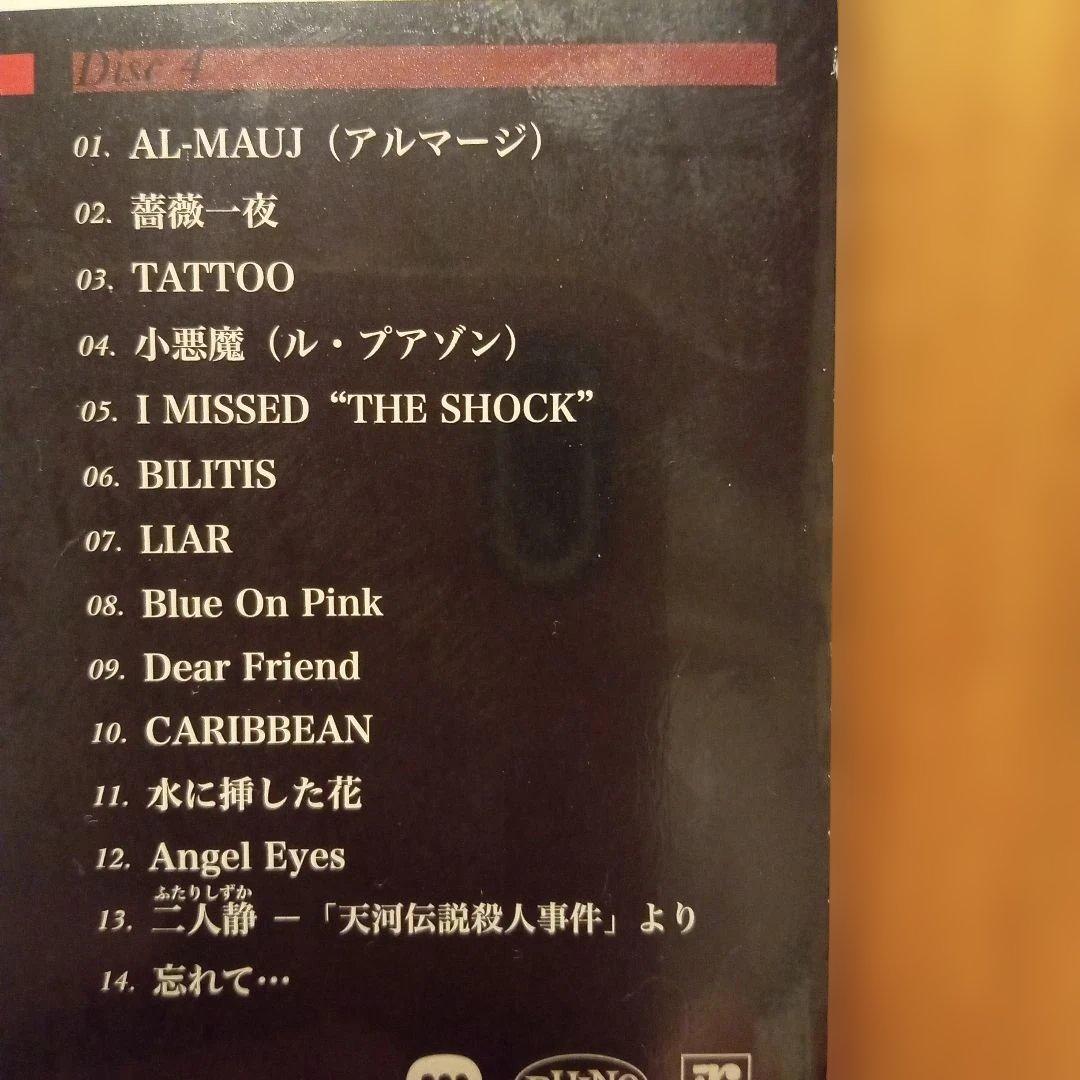 Disc 4
01. AL-MAUJ（アルマージ）
02. 薔薇一夜
03. TATTOO
04. 小悪魔（ル・プアゾン）
05. I MISSED “THE SHOCK”
06. BILITIS
07. LIAR
08. Blue On Pink
09. Dear Friend
10. CARIBBEAN
11. 水に挿した花
12. Angel Eyes
ふたりしずか
13. 二人静 －「天河伝説殺人事件」より
14. 忘れて…